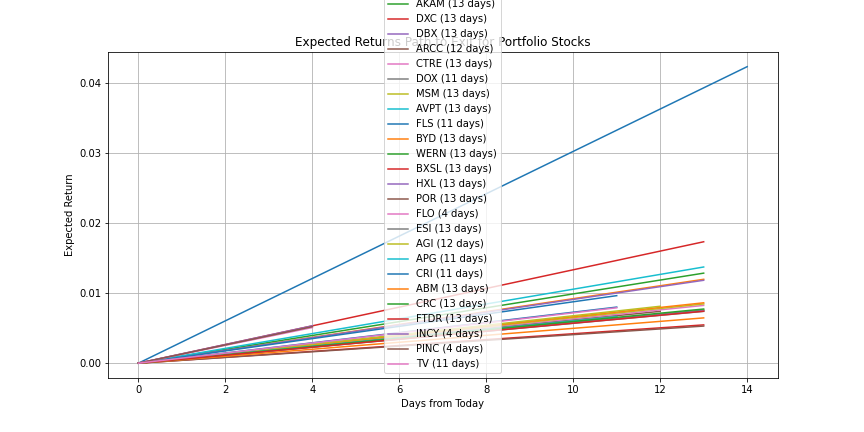 AKAM (13 days)
DXC (13 days)
DBX (13 days)
Expected Returns Path to Exit for Portfolio Stocks
ARCC (12 days)
CTRE (13 days)
DOX (11 days)
MSM (13 days)
AVPT (13 days)
FLS (11 days)
BYD (13 days)
WERN (13 days)
BXSL (13 days)
HXL (13 days)
POR (13 days)
FLO (4 days)
ESI (13 days)
AGI (12 days)
APG (11 days)
CRI (11 days)
ABM (13 days)
CRC (13 days)
FTDR (13 days)
INCY (4 days)
PINC (4 days)
TV (11 days)
Expected Return
0.04
0.03
0.02
0.01
0.00
0 2 4 6 8 10 12 14
Days from Today